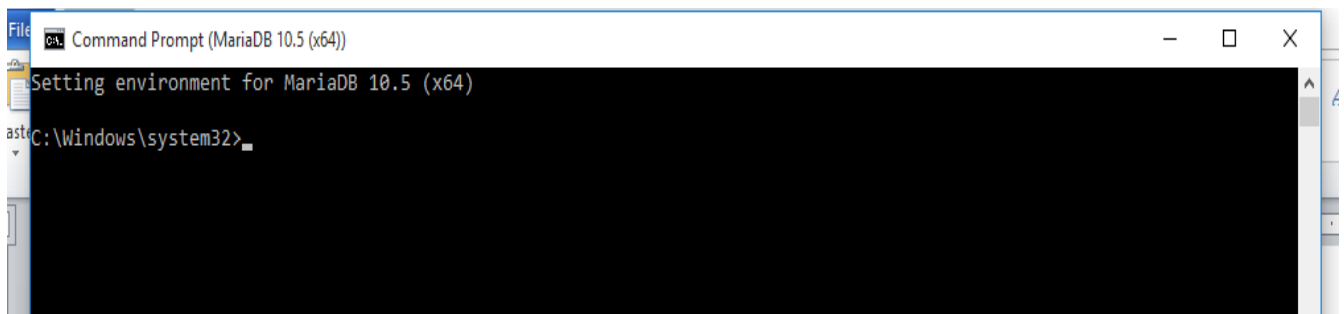 File
Command Prompt (MariaDB 10.5 (x64))
Setting environment for MariaDB 10.5 (x64)
C:\Windows\system32>